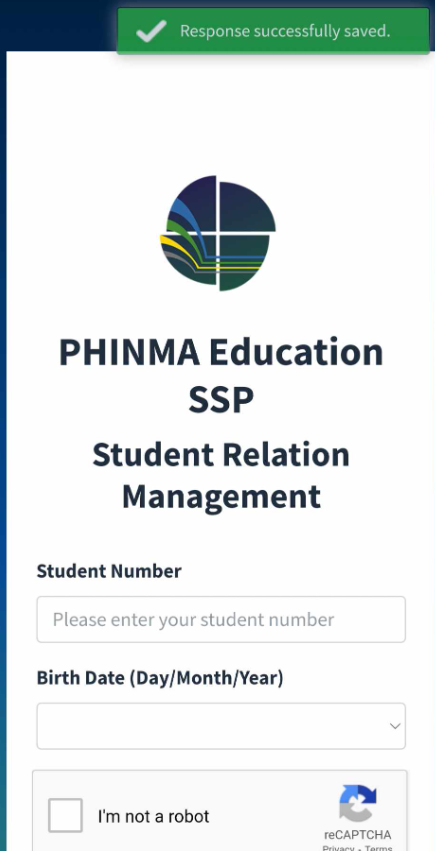 Response successfully saved.
PHINMA Education
SSP
Student Relation
Management
Student Number
Please enter your student number
Birth Date (Day/Month/Year)
I'm not a robot
reCAPTCHA
Privacy - Terms